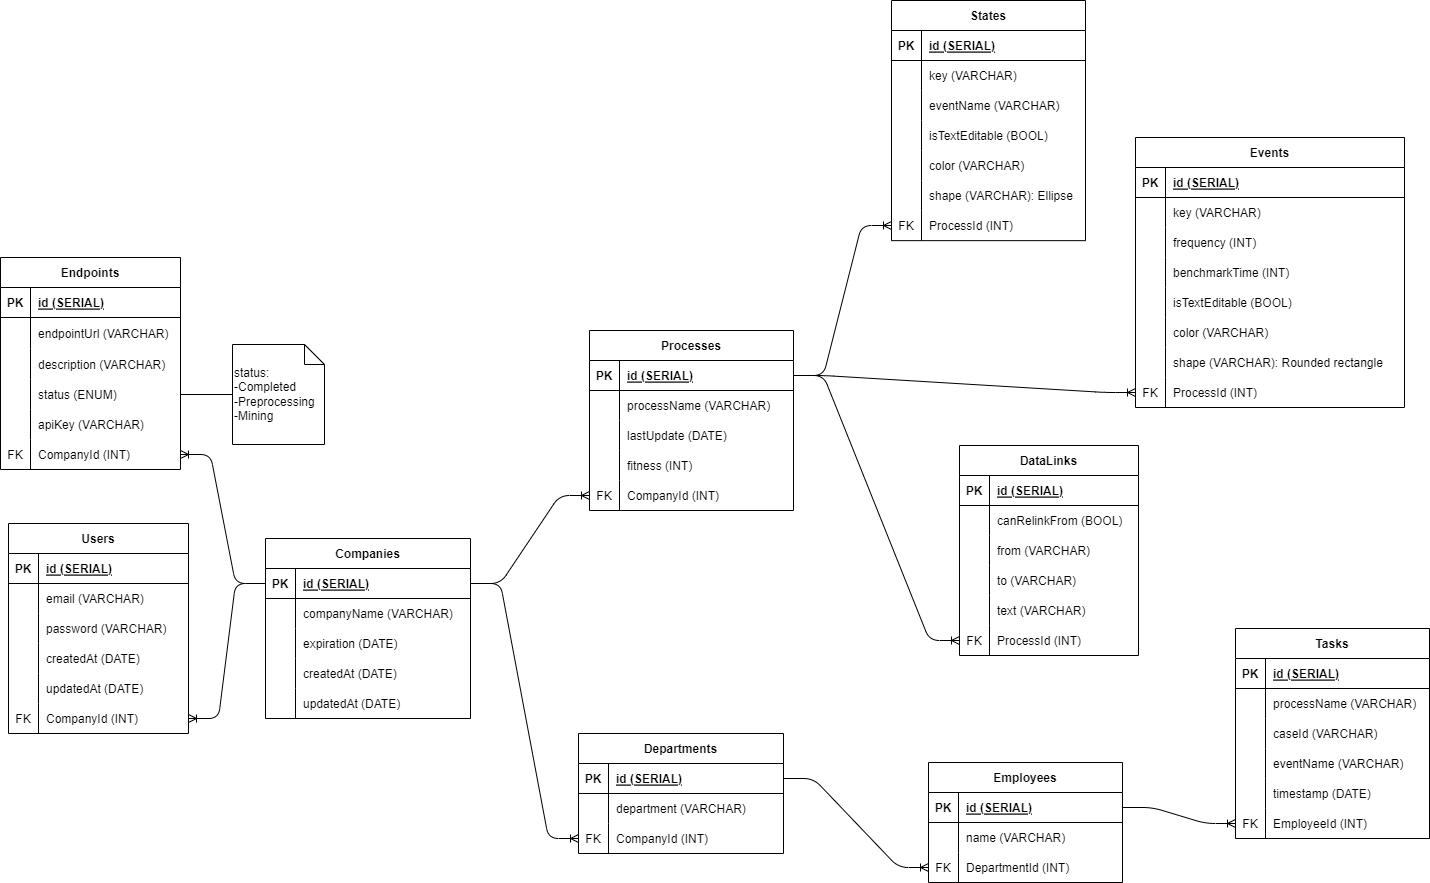 States
PK id (SERIAL)
key (VARCHAR)
eventName (VARCHAR)
isTextEditable (BOOL)
color (VARCHAR)
shape (VARCHAR): Ellipse
FK ProcessId (INT)
Events
PK id (SERIAL)
key (VARCHAR)
frequency (INT)
benchmarkTime (INT)
isTextEditable (BOOL)
color (VARCHAR)
shape (VARCHAR): Rounded rectangle
FK ProcessId (INT)
Endpoints
PK id (SERIAL)
endpointUrl (VARCHAR)
description (VARCHAR)
status (ENUM)
apiKey (VARCHAR)
FK CompanyId (INT)
status:
-Completed
-Preprocessing
-Mining
Processes
PK id (SERIAL)
processName (VARCHAR)
lastUpdate (DATE)
fitness (INT)
FK CompanyId (INT)
DataLinks
PK id (SERIAL)
canRelinkFrom (BOOL)
from (VARCHAR)
to (VARCHAR)
text (VARCHAR)
FK ProcessId (INT)
Users
PK id (SERIAL)
email (VARCHAR)
password (VARCHAR)
createdAt (DATE)
updatedAt (DATE)
FK CompanyId (INT)
Companies
PK id (SERIAL)
companyName (VARCHAR)
expiration (DATE)
createdAt (DATE)
updatedAt (DATE)
Departments
PK id (SERIAL)
department (VARCHAR)
FK CompanyId (INT)
Employees
PK id (SERIAL)
name (VARCHAR)
FK DepartmentId (INT)
Tasks
PK id (SERIAL)
processName (VARCHAR)
caseId (VARCHAR)
eventName (VARCHAR)
timestamp (DATE)
FK EmployeeId (INT)